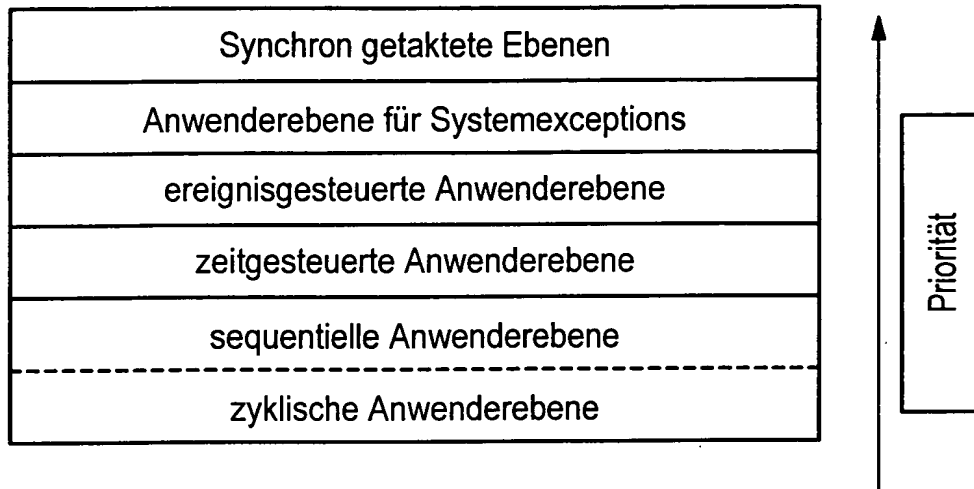 Synchron getaktete Ebenen
Anwenderebene für Systemexceptions
ereignisgesteuerte Anwenderebene
zeitgesteuerte Anwenderebene
sequentielle Anwenderebene
zyklische Anwenderebene
Priorität